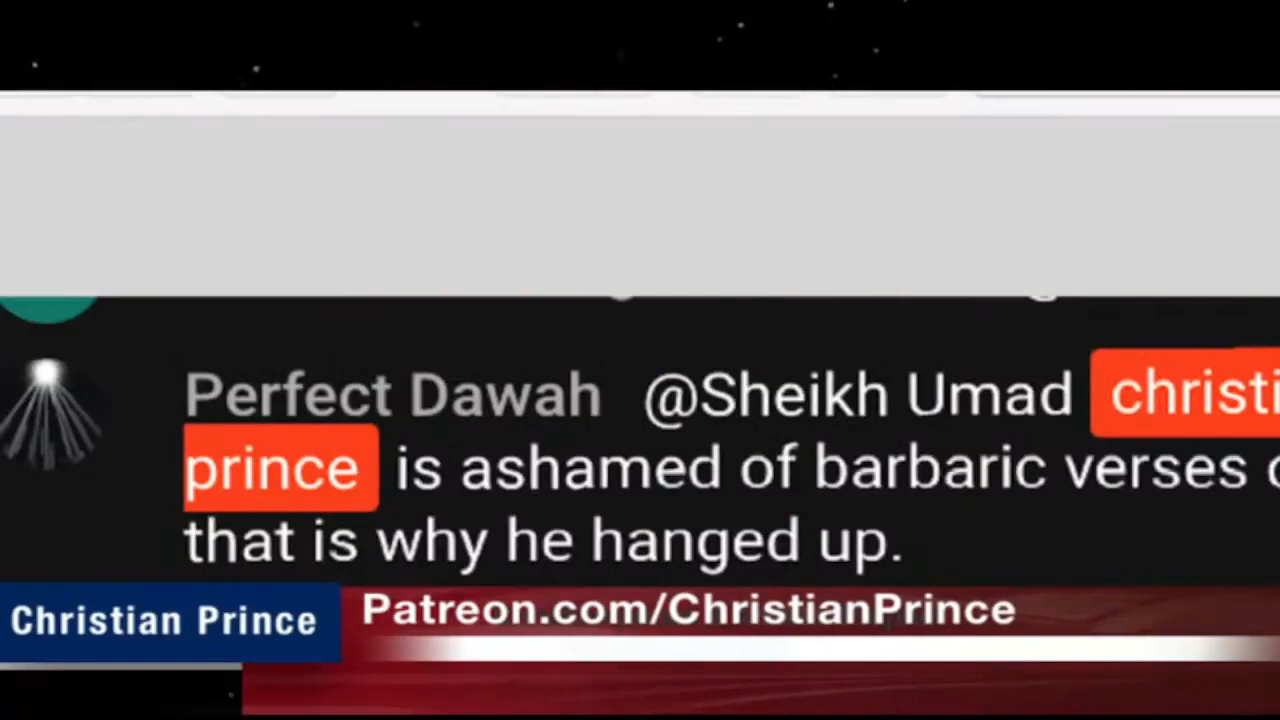 Perfect Dawah @Sheikh Umad christi
prince is ashamed of barbaric verses
that is why he hanged up.
Christian Prince
Patreon.com/ChristianPrince